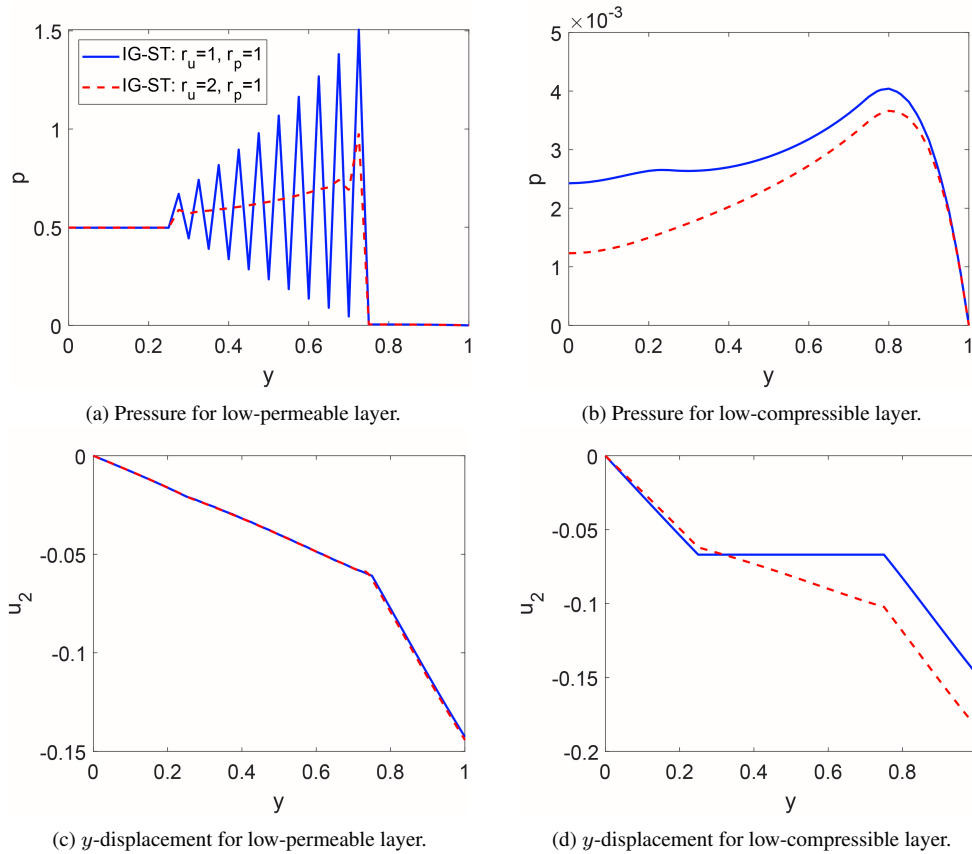 1.5
1
0.5
0
p
IG-ST: r_u=1, r_p=1
IG-ST: r_u=2, r_p=1
0 0.2 0.4 0.6 0.8 1
y
(a) Pressure for low-permeable layer.
×10⁻³
5
4
3
2
1
0
p
0 0.2 0.4 0.6 0.8 1
y
(b) Pressure for low-compressible layer.
0
-0.05
-0.1
-0.15
u_2
0 0.2 0.4 0.6 0.8 1
y
(c) y-displacement for low-permeable layer.
0
-0.05
-0.1
-0.15
-0.2
u_2
0 0.2 0.4 0.6 0.8
y
(d) y-displacement for low-compressible layer.